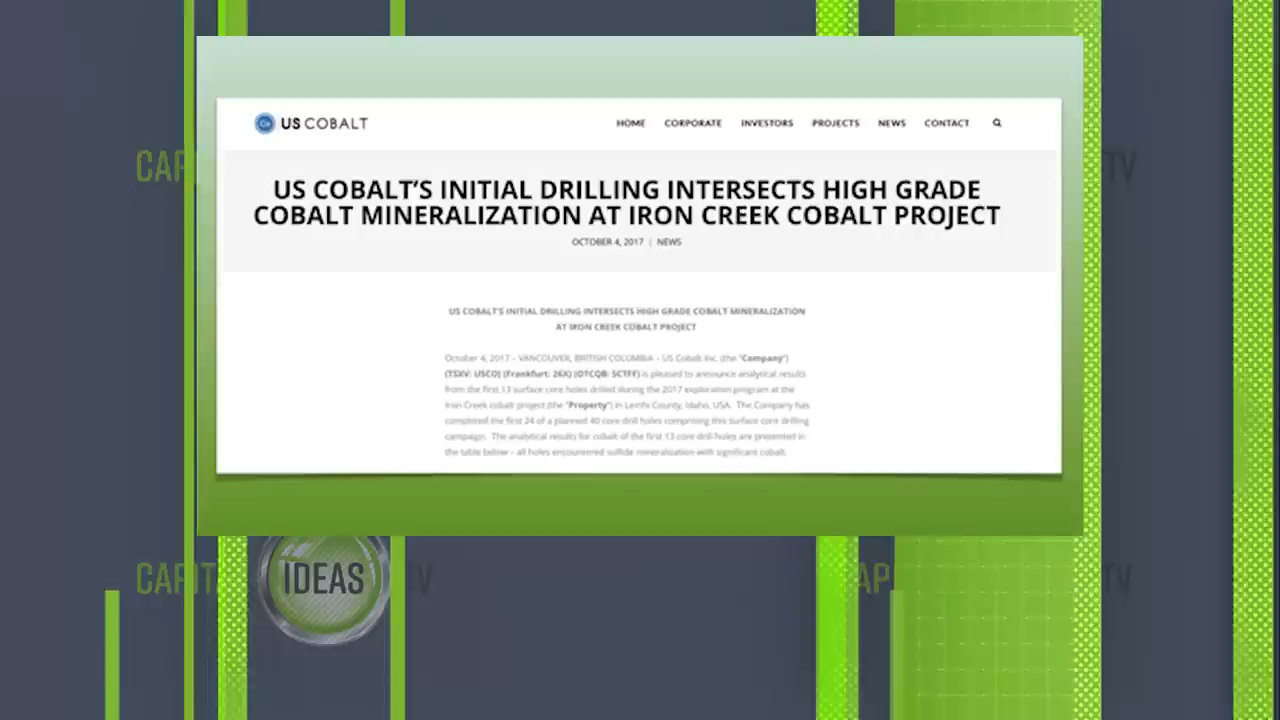 US COBALT
HOME CORPORATE INVESTORS PROJECTS NEWS CONTACT
US COBALT'S INITIAL DRILLING INTERSECTS HIGH GRADE
COBALT MINERALIZATION AT IRON CREEK COBALT PROJECT
OCTOBER 4, 2017 | NEWS
US COBALT'S INITIAL DRILLING INTERSECTS HIGH GRADE COBALT MINERALIZATION
AT IRON CREEK COBALT PROJECT
October 4, 2017 – VANCOUVER, BRITISH COLUMBIA – US Cobalt Inc. (the "Company")
(TSXV: USCO) (Frankfurt: 26X) (OTCQB: SCTFF) is pleased to announce analytical results
from the first 13 surface core holes drilled during the 2017 exploration program at the
Iron Creek cobalt project (the "Property") in Lemhi County, Idaho, USA. The Company has
completed the first 24 of a planned 40 core drill holes comprising this surface core drilling
campaign. The analytical results for cobalt of the first 13 core drill holes are presented in
the table below – all holes encountered sulfide mineralization with significant cobalt.
CAP TV
CAPIT IDEAS TV AP TV